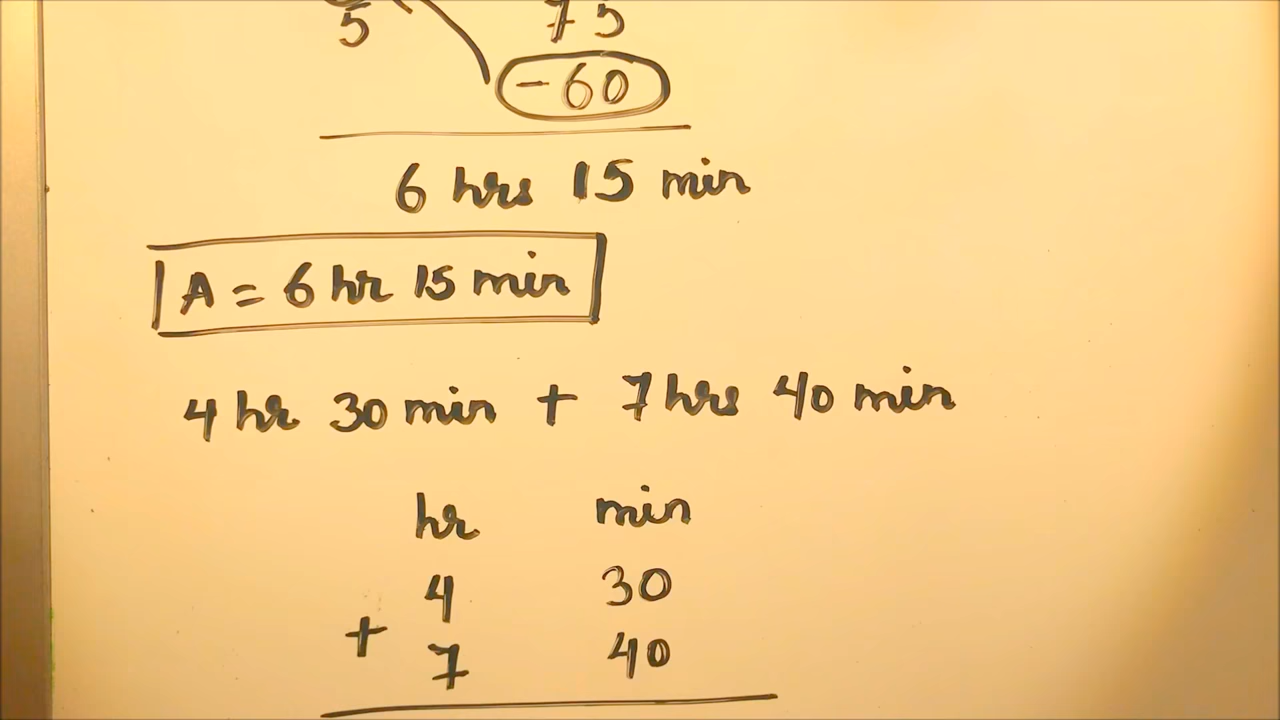 5 75
-60
6 hrs 15 min
A = 6 hr 15 min
4 hr 30 min + 7 hrs 40 min
hr min
4 30
+ 7 40